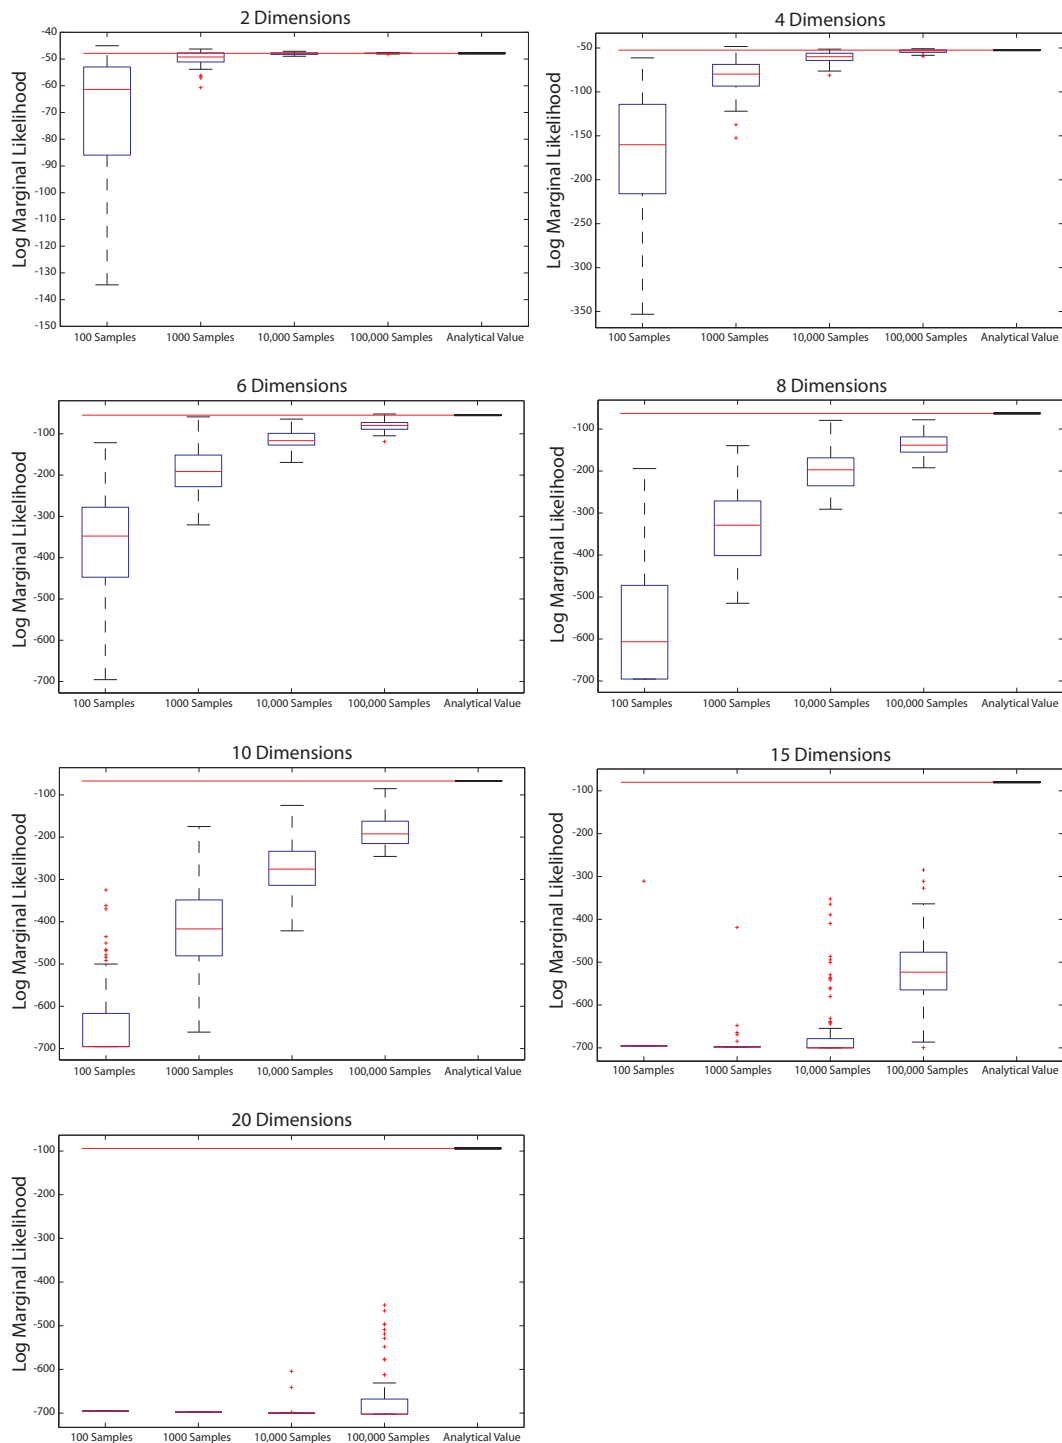 2 Dimensions
Log Marginal Likelihood
-40
-50
-60
-70
-80
-90
-100
-110
-120
-130
-140
-150
100 Samples 1000 Samples 10,000 Samples 100,000 Samples Analytical Value
4 Dimensions
Log Marginal Likelihood
-50
-100
-150
-200
-250
-300
-350
100 Samples 1000 Samples 10,000 Samples 100,000 Samples Analytical Value
6 Dimensions
Log Marginal Likelihood
-100
-200
-300
-400
-500
-600
-700
100 Samples 1000 Samples 10,000 Samples 100,000 Samples Analytical Value
8 Dimensions
Log Marginal Likelihood
-100
-200
-300
-400
-500
-600
-700
100 Samples 1000 Samples 10,000 Samples 100,000 Samples Analytical Value
10 Dimensions
Log Marginal Likelihood
-100
-200
-300
-400
-500
-600
-700
100 Samples 1000 Samples 10,000 Samples 100,000 Samples Analytical Value
15 Dimensions
Log Marginal Likelihood
-100
-200
-300
-400
-500
-600
-700
100 Samples 1000 Samples 10,000 Samples 100,000 Samples Analytical Value
20 Dimensions
Log Marginal Likelihood
-100
-200
-300
-400
-500
-600
-700
100 Samples 1000 Samples 10,000 Samples 100,000 Samples Analytical Value